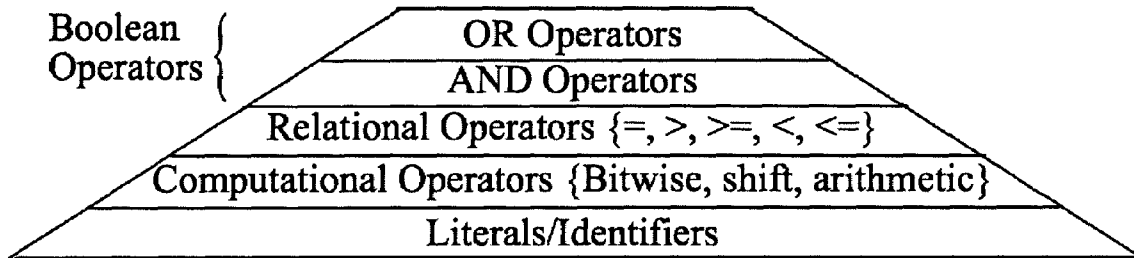 Boolean
Operators
OR Operators
AND Operators
Relational Operators {=, >, >=, <, <=}
Computational Operators {Bitwise, shift, arithmetic}
Literals/Identifiers